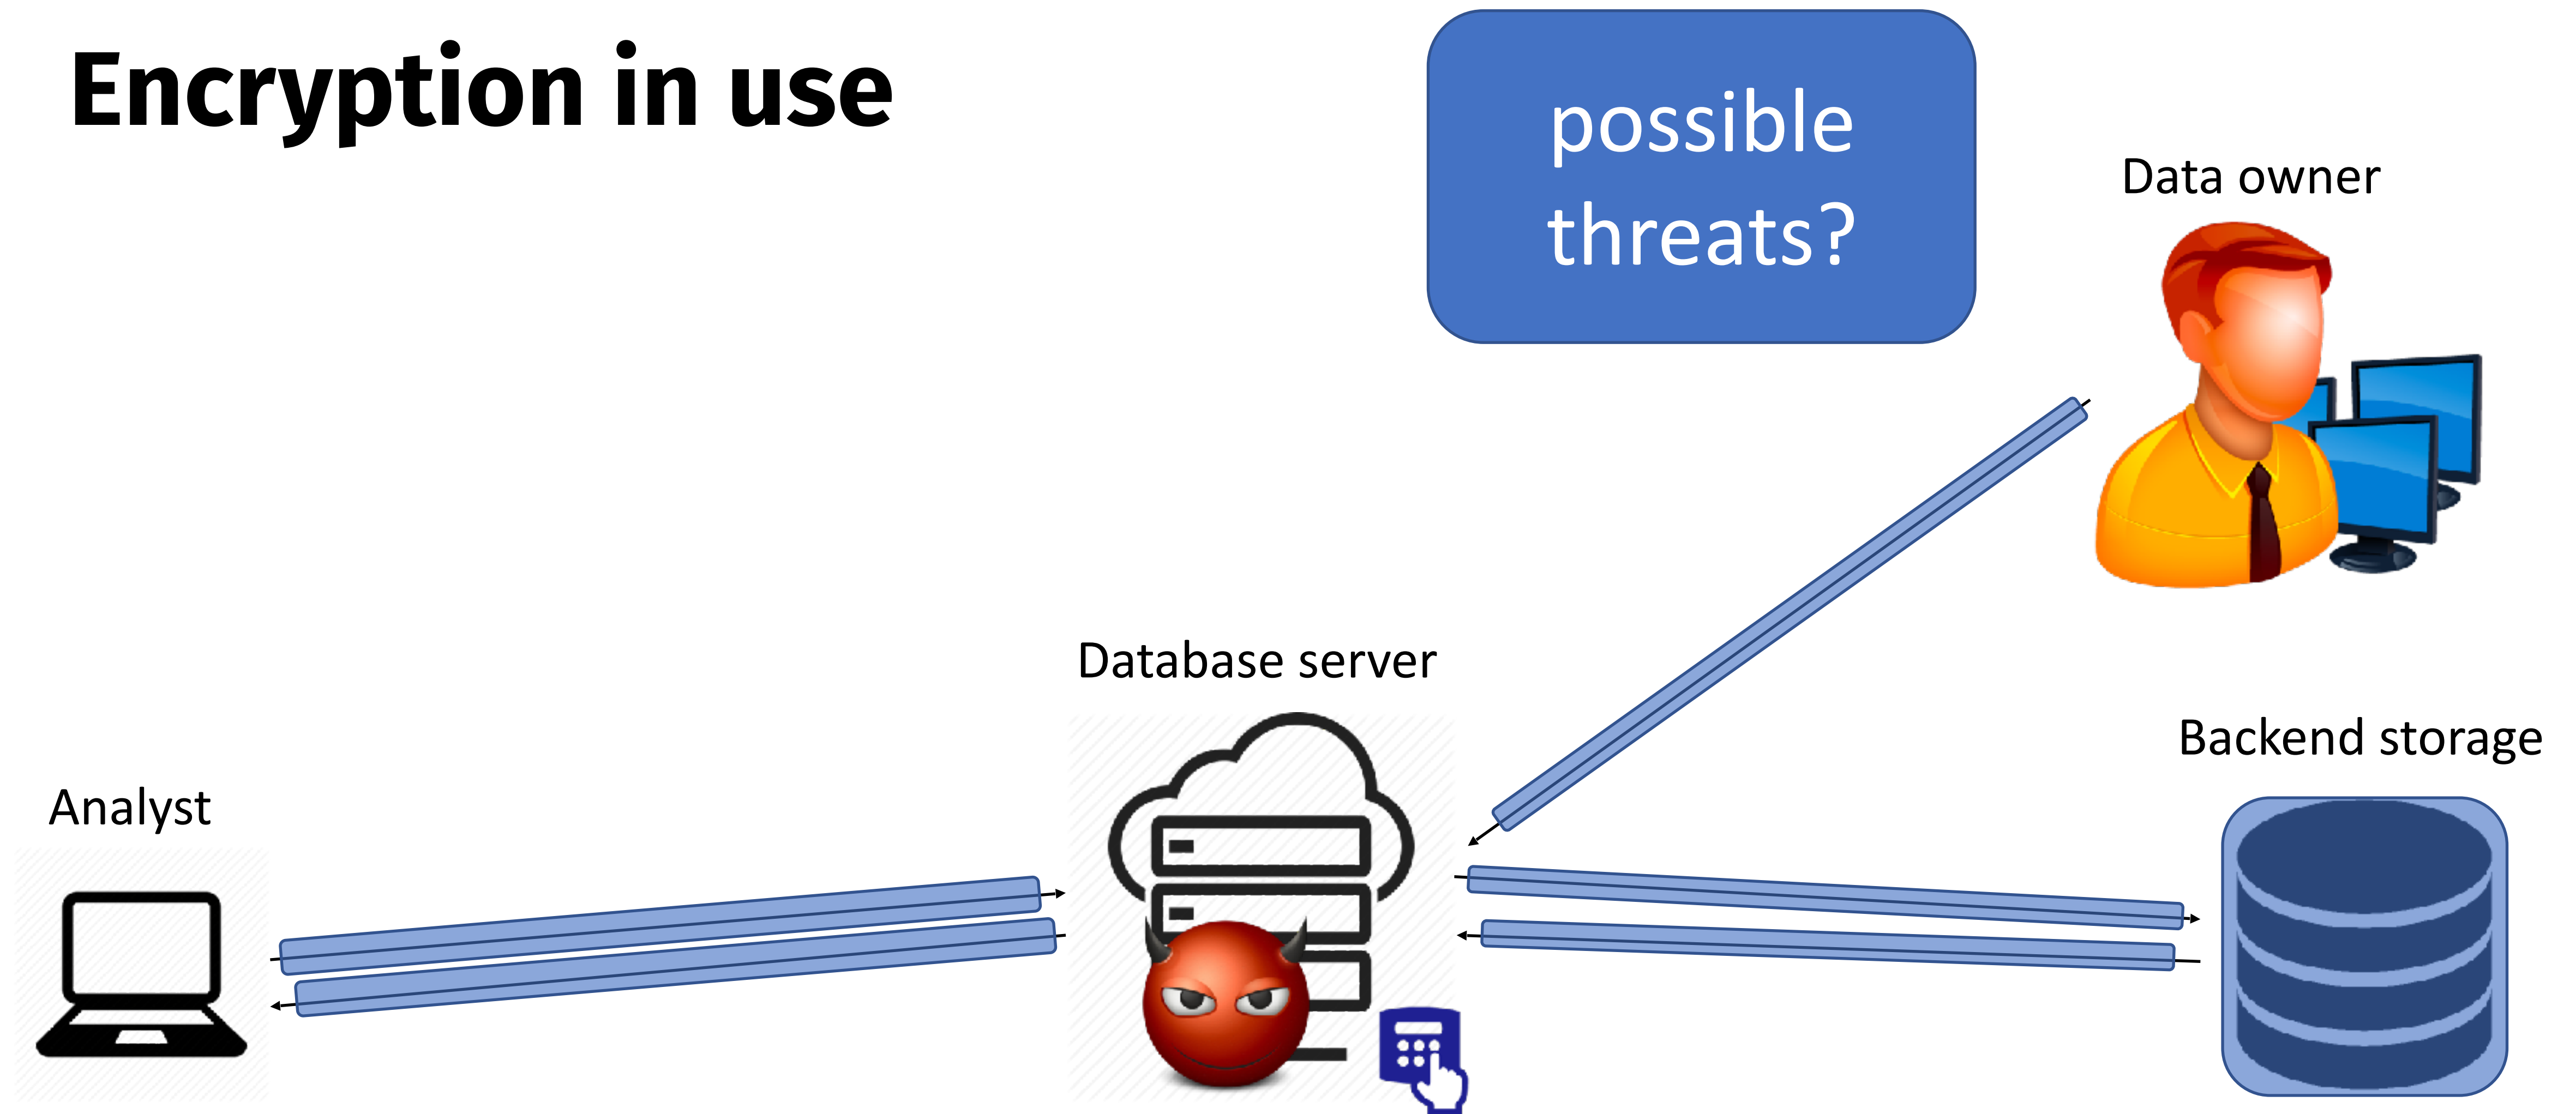 Encryption in use
possible
threats?
Data owner
Database server
Backend storage
Analyst